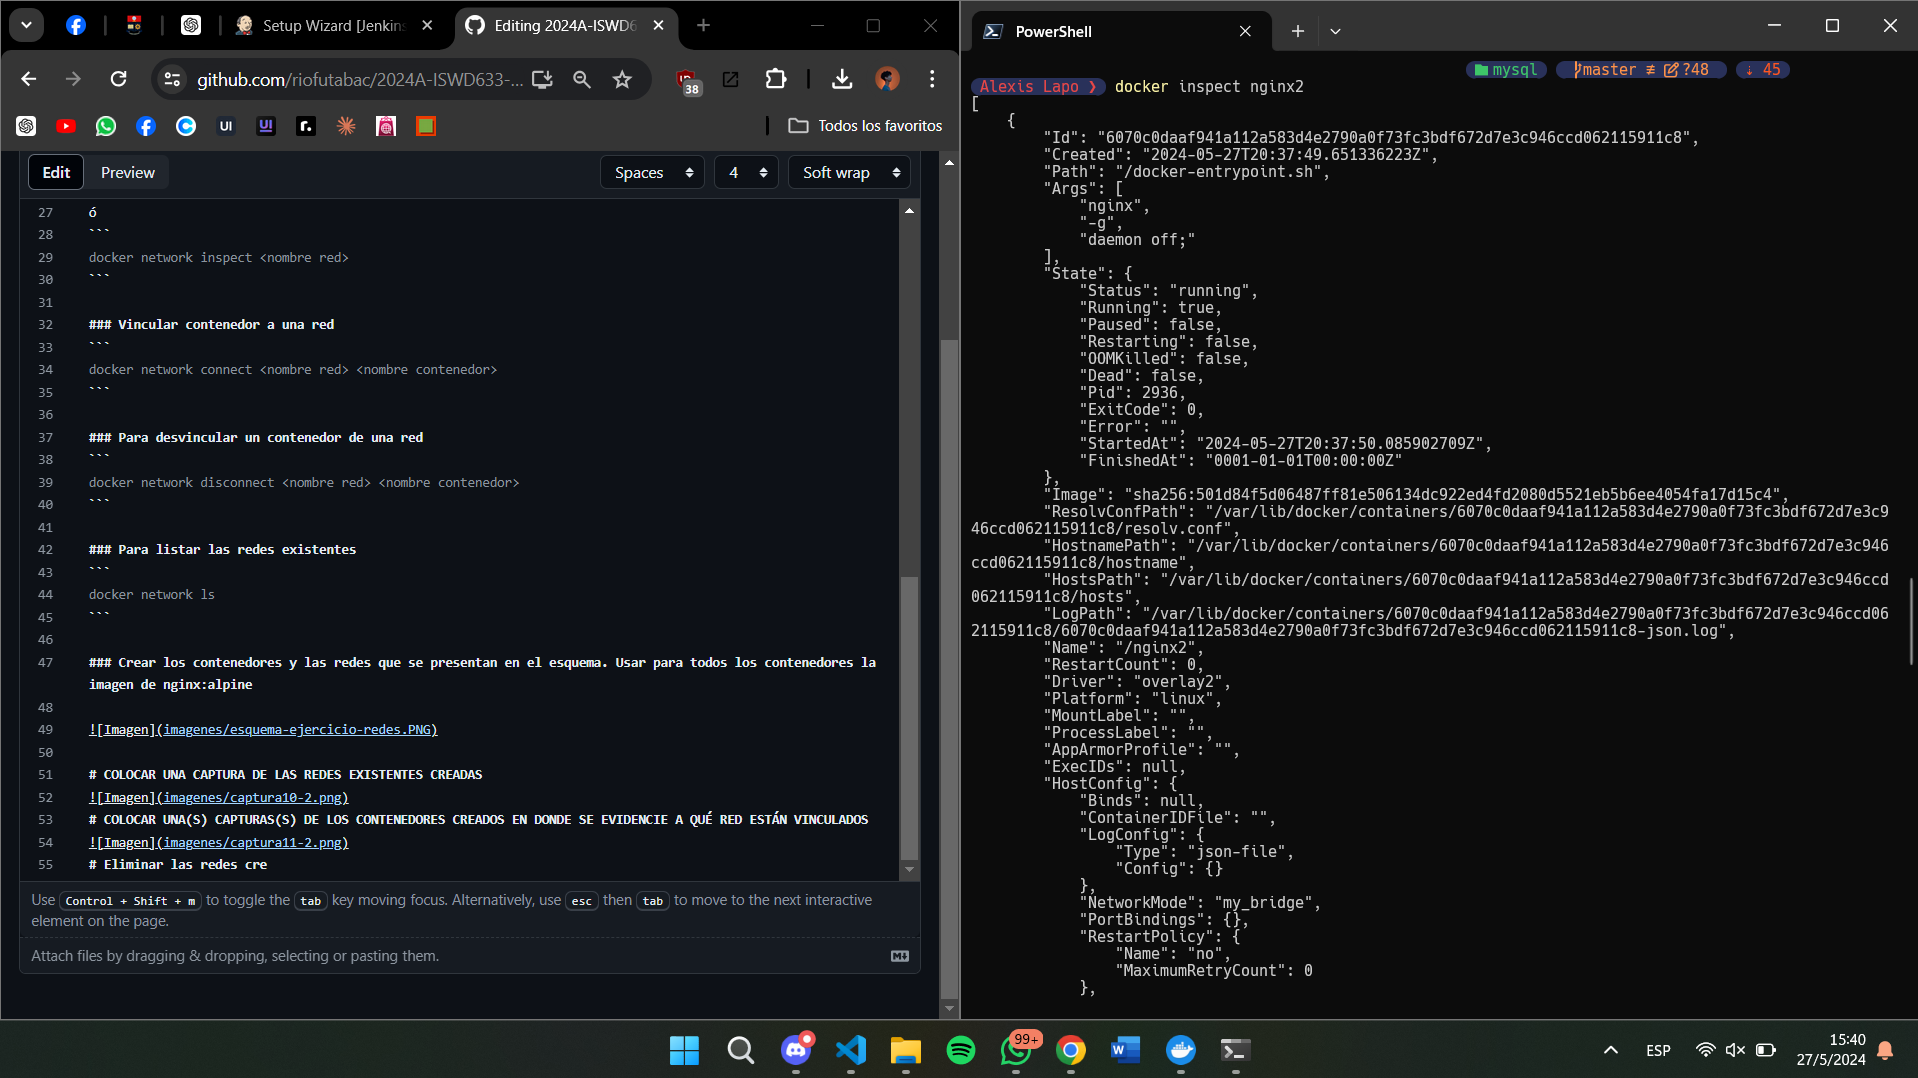 Setup Wizard [Jenkins
Editing 2024A-ISWD6
github.com/riofutabac/2024A-ISWD633-...
38
UI
UI
r.
Todos los favoritos
Edit
Preview
Spaces
4
Soft wrap
27 ó
28 ```
29 docker network inspect <nombre red>
30 ```
31
32 ### Vincular contenedor a una red
33 ```
34 docker network connect <nombre red> <nombre contenedor>
35 ```
36
37 ### Para desvincular un contenedor de una red
38 ```
39 docker network disconnect <nombre red> <nombre contenedor>
40 ```
41
42 ### Para listar las redes existentes
43 ```
44 docker network ls
45 ```
46
47 ### Crear los contenedores y las redes que se presentan en el esquema. Usar para todos los contenedores la
imagen de nginx:alpine
48
49 ![Imagen](imagenes/esquema-ejercicio-redes.PNG)
50
51 # COLOCAR UNA CAPTURA DE LAS REDES EXISTENTES CREADAS
52 ![Imagen](imagenes/captura10-2.png)
53 # COLOCAR UNA(S) CAPTURAS(S) DE LOS CONTENEDORES CREADOS EN DONDE SE EVIDENCIE A QUÉ RED ESTÁN VINCULADOS
54 ![Imagen](imagenes/captura11-2.png)
55 # Eliminar las redes cre
Use Control + Shift + m to toggle the tab key moving focus. Alternatively, use esc then tab to move to the next interactive
element on the page.
Attach files by dragging & dropping, selecting or pasting them.
PowerShell
mysql master ≢ ?48 ↓ 45
Alexis Lapo ❯ docker inspect nginx2
[
{
"Id": "6070c0daaf941a112a583d4e2790a0f73fc3bdf672d7e3c946ccd062115911c8",
"Created": "2024-05-27T20:37:49.651336223Z",
"Path": "/docker-entrypoint.sh",
"Args": [
"nginx",
"-g",
"daemon off;"
],
"State": {
"Status": "running",
"Running": true,
"Paused": false,
"Restarting": false,
"OOMKilled": false,
"Dead": false,
"Pid": 2936,
"ExitCode": 0,
"Error": "",
"StartedAt": "2024-05-27T20:37:50.085902709Z",
"FinishedAt": "0001-01-01T00:00:00Z"
},
"Image": "sha256:501d84f5d06487ff81e506134dc922ed4fd2080d5521eb5b6ee4054fa17d15c4",
"ResolvConfPath": "/var/lib/docker/containers/6070c0daaf941a112a583d4e2790a0f73fc3bdf672d7e3c9
46ccd062115911c8/resolv.conf",
"HostnamePath": "/var/lib/docker/containers/6070c0daaf941a112a583d4e2790a0f73fc3bdf672d7e3c946
ccd062115911c8/hostname",
"HostsPath": "/var/lib/docker/containers/6070c0daaf941a112a583d4e2790a0f73fc3bdf672d7e3c946ccd
062115911c8/hosts",
"LogPath": "/var/lib/docker/containers/6070c0daaf941a112a583d4e2790a0f73fc3bdf672d7e3c946ccd06
2115911c8/6070c0daaf941a112a583d4e2790a0f73fc3bdf672d7e3c946ccd062115911c8-json.log",
"Name": "/nginx2",
"RestartCount": 0,
"Driver": "overlay2",
"Platform": "linux",
"MountLabel": "",
"ProcessLabel": "",
"AppArmorProfile": "",
"ExecIDs": null,
"HostConfig": {
"Binds": null,
"ContainerIDFile": "",
"LogConfig": {
"Type": "json-file",
"Config": {}
},
"NetworkMode": "my_bridge",
"PortBindings": {},
"RestartPolicy": {
"Name": "no",
"MaximumRetryCount": 0
},
99+
ESP
15:40
27/5/2024